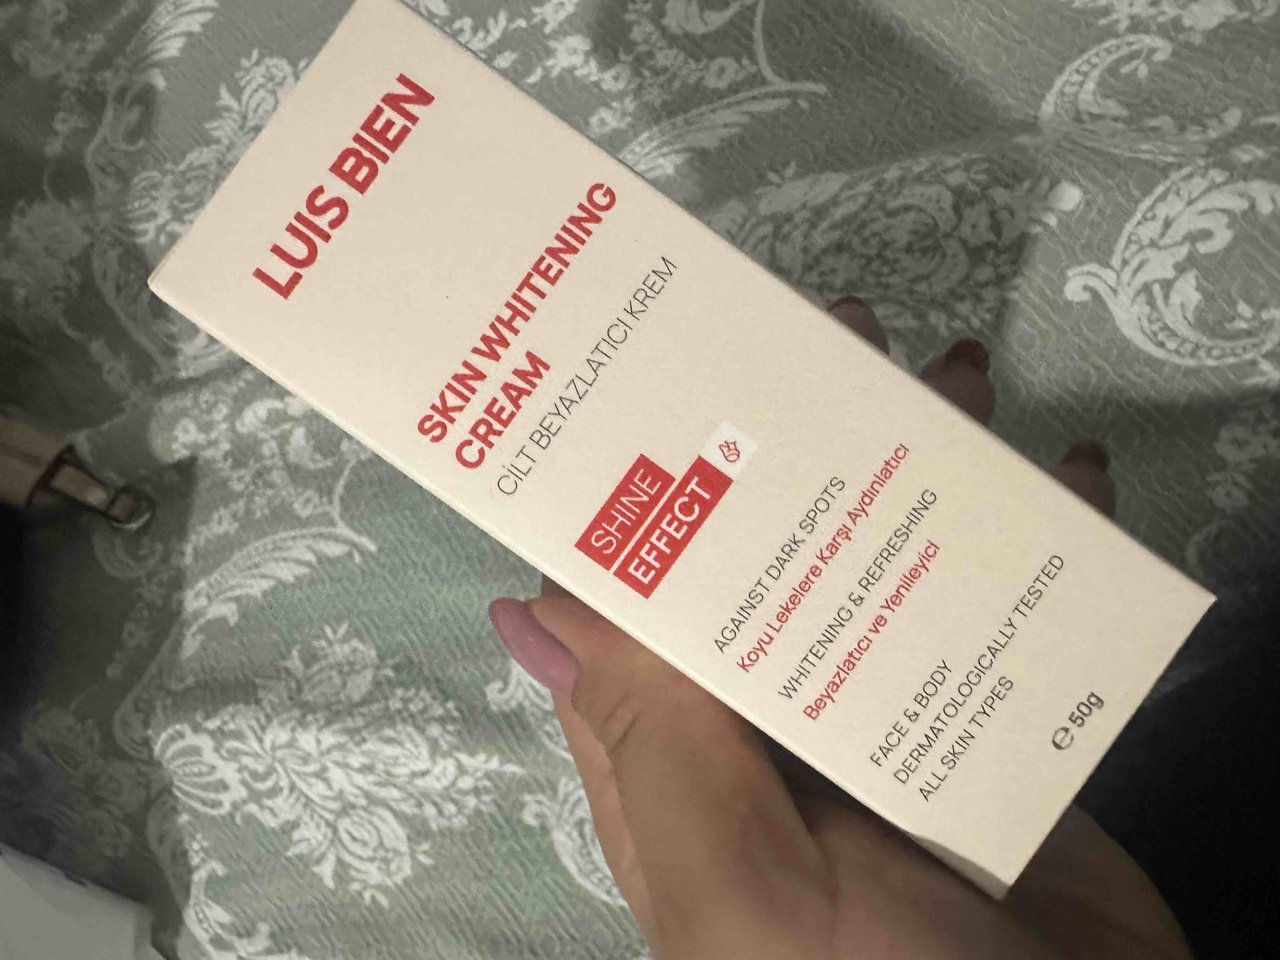 LUIS BIEN
SKIN WHITENING
CREAM
CİLT BEYAZLATICI KREM
SHINE
EFFECT
AGAINST DARK SPOTS
Koyu Lekelere Karşı Aydınlatıcı
WHITENING & REFRESHING
Beyazlatıcı ve Yenileyici
FACE & BODY
DERMATOLOGICALLY TESTED
ALL SKIN TYPES
℮ 50g